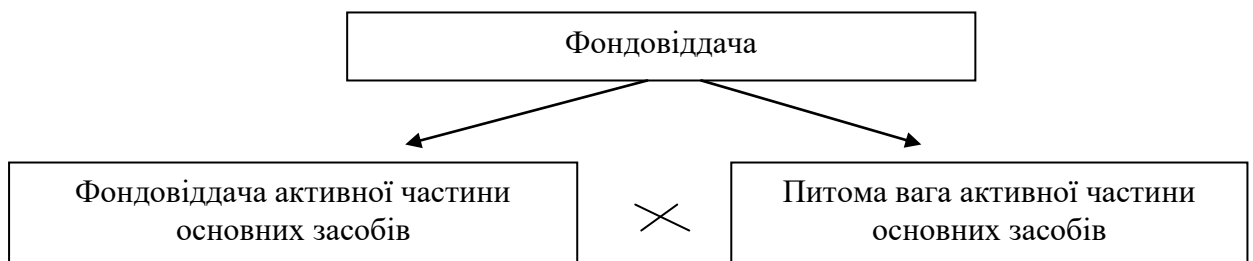 Фондовіддача
Фондовіддача активної частини
основних засобів
Питома вага активної частини
основних засобів